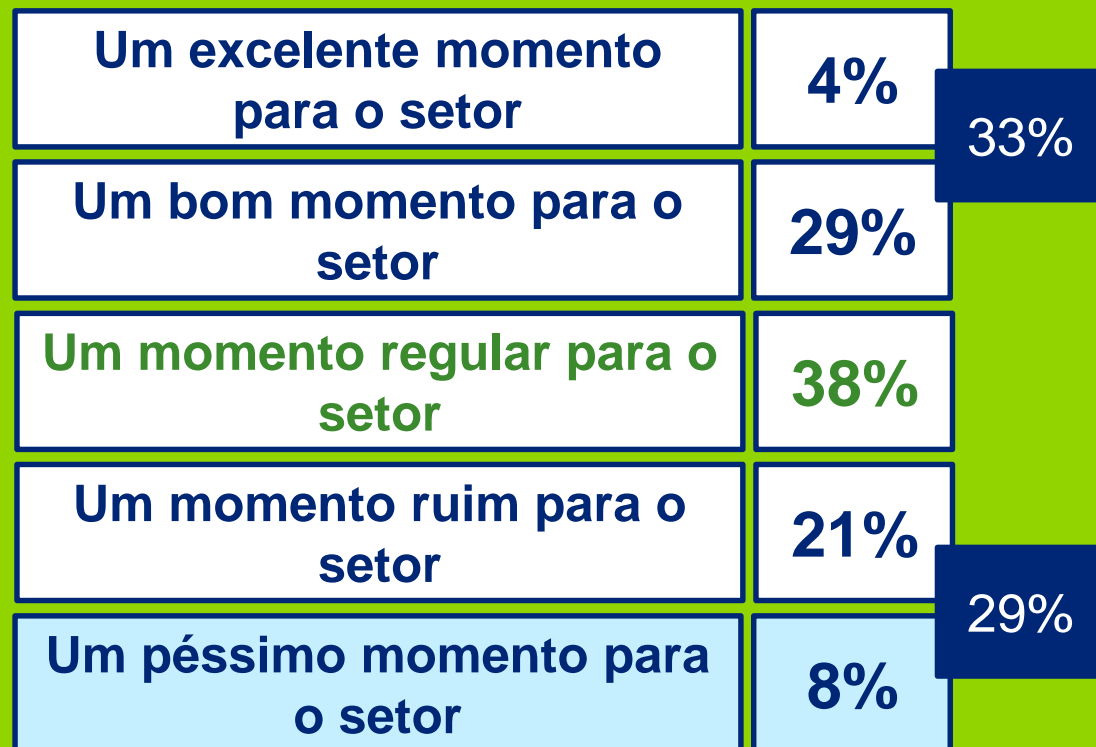 Um excelente momento
para o setor
4%
33%
Um bom momento para o
setor
29%
Um momento regular para o
setor
38%
Um momento ruim para o
setor
21%
29%
Um péssimo momento para
o setor
8%